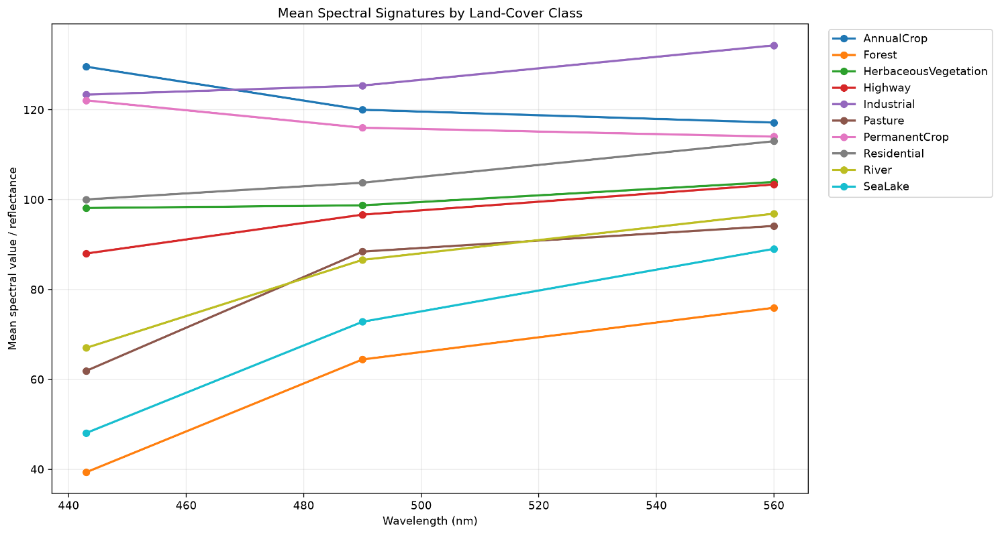 Mean Spectral Signatures by Land-Cover Class
Mean spectral value / reflectance
120
100
80
60
40
440 460 480 500 520 540 560
Wavelength (nm)
AnnualCrop
Forest
HerbaceousVegetation
Highway
Industrial
Pasture
PermanentCrop
Residential
River
SeaLake